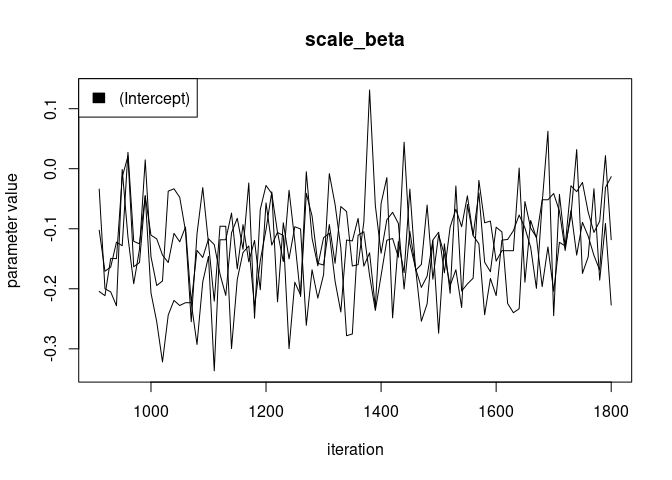 scale_beta
(Intercept)
parameter value
0.1
0.0
-0.1
-0.2
-0.3
1000 1200 1400 1600 1800
iteration